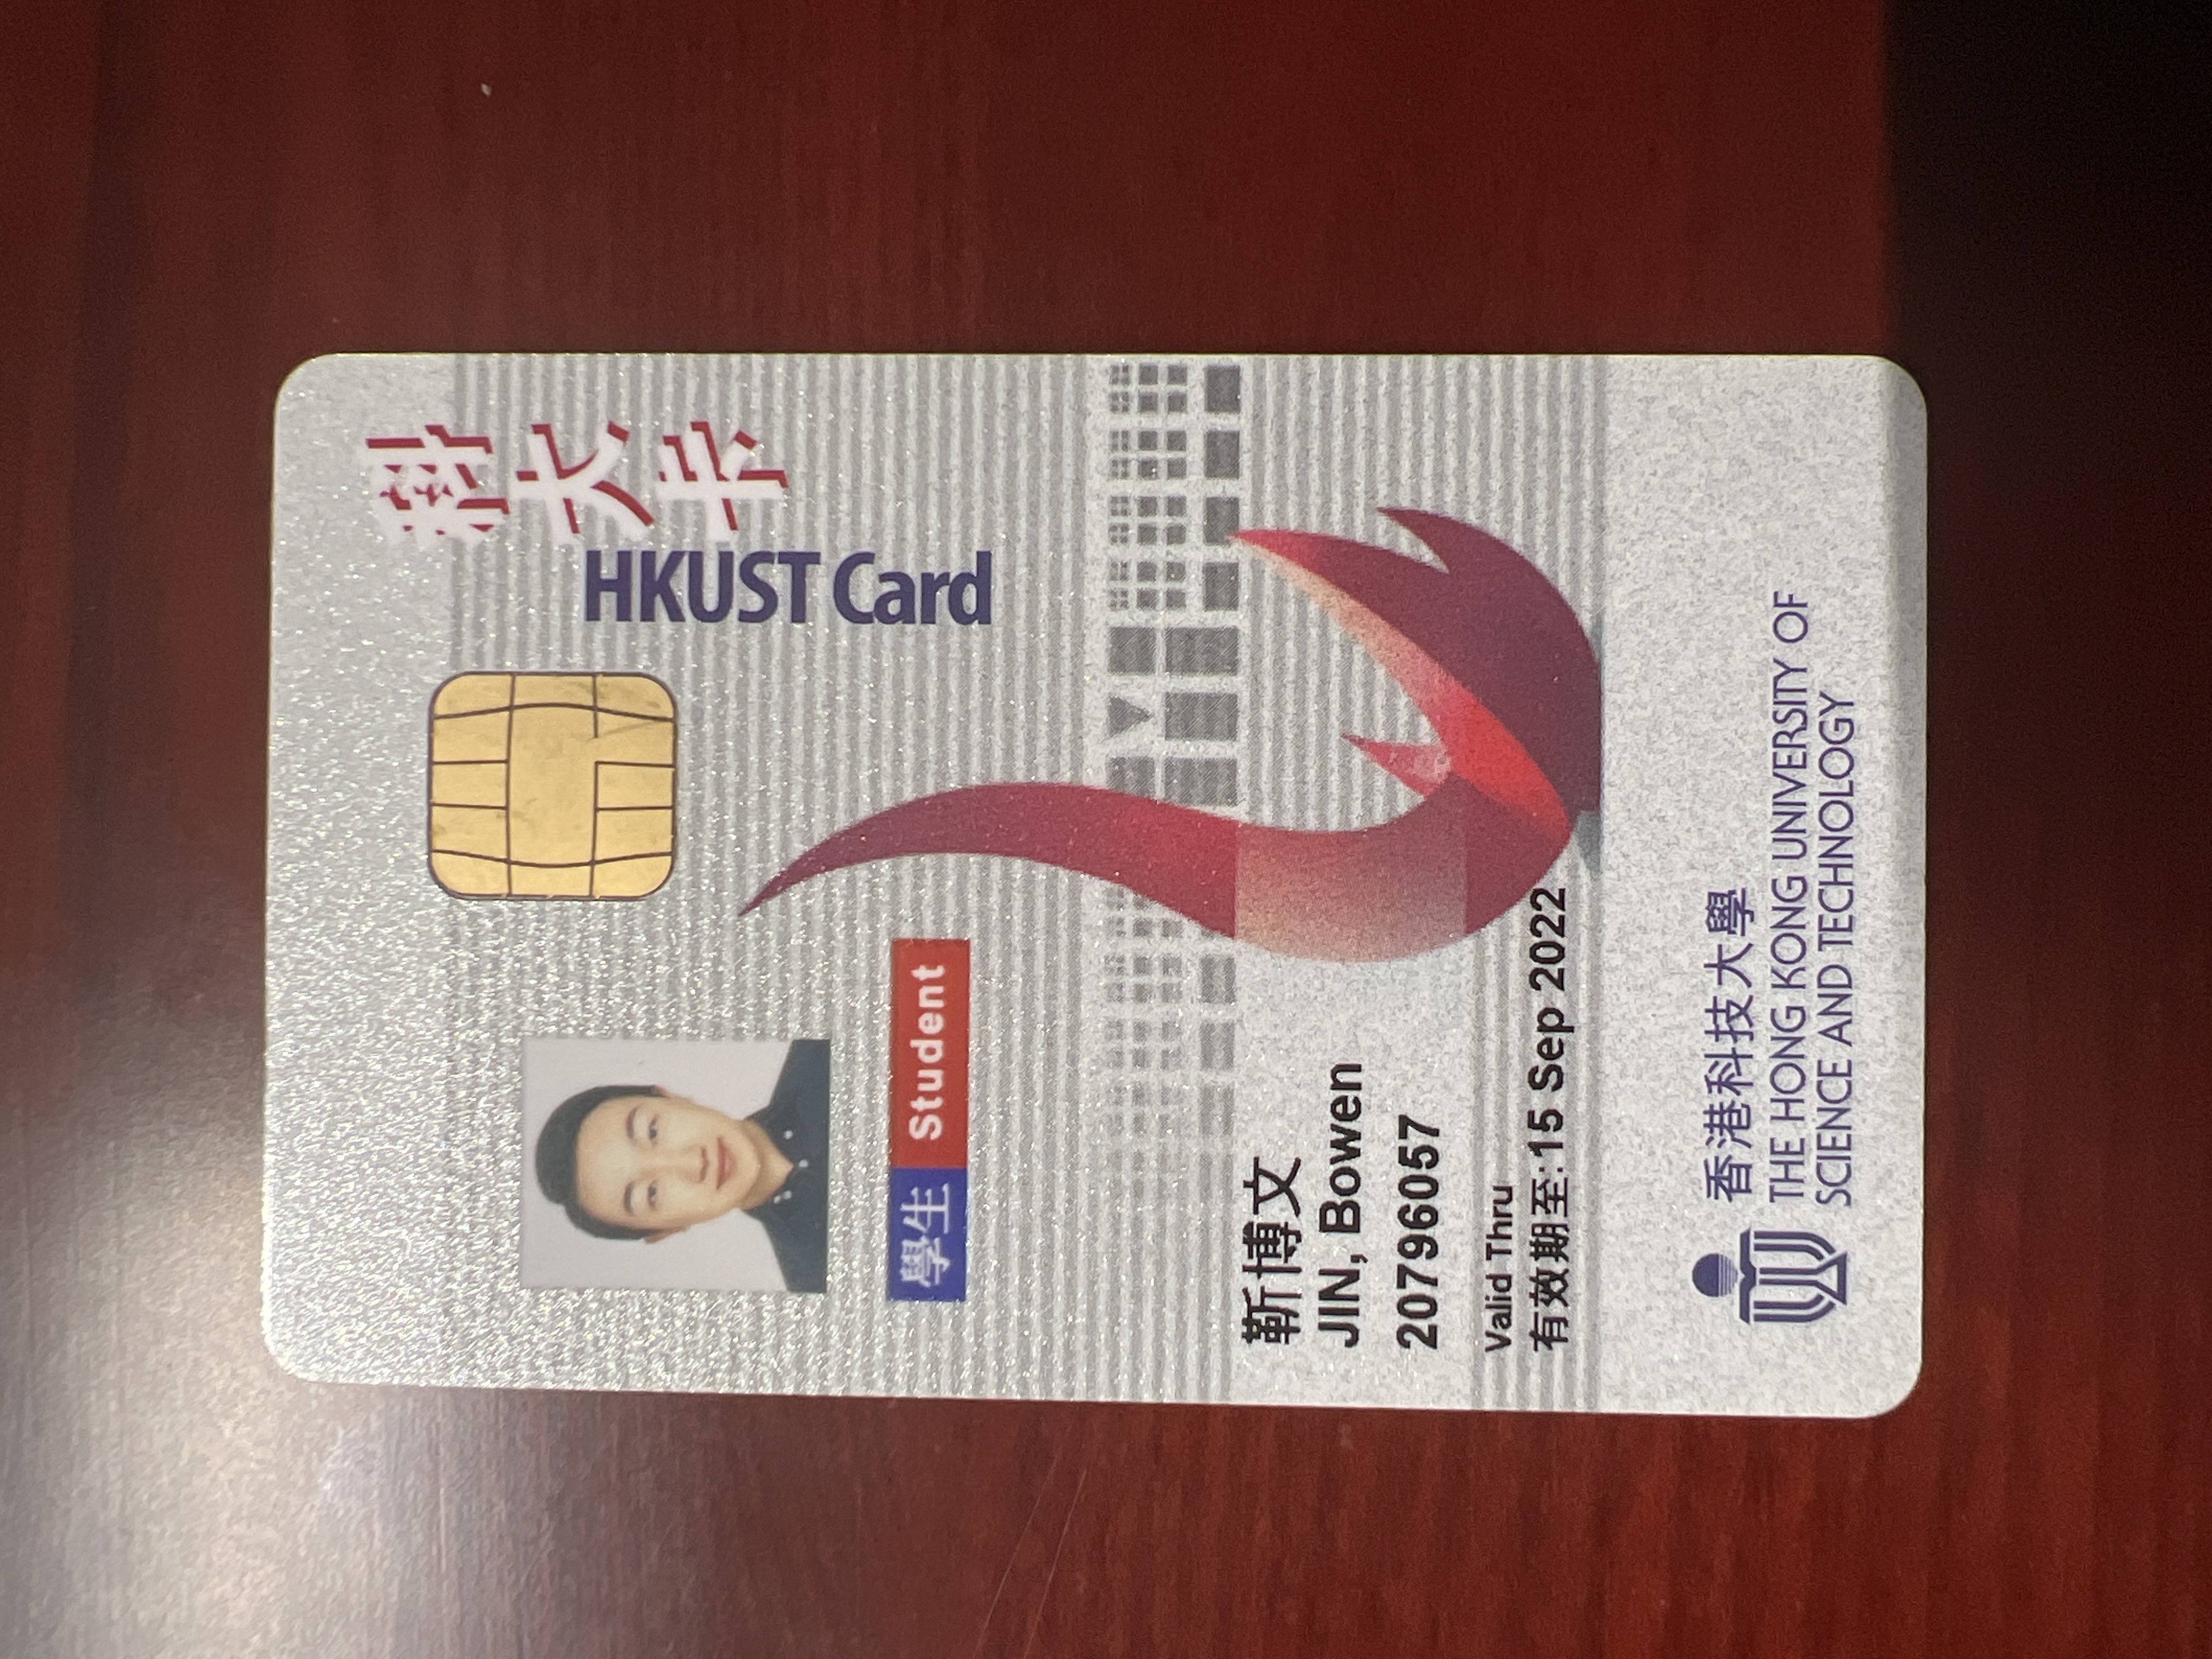 科大卡
HKUST Card
學生 Student
靳博文
JIN, Bowen
20796057
Valid Thru
有效期至: 15 Sep 2022
香港科技大學
THE HONG KONG UNIVERSITY OF
SCIENCE AND TECHNOLOGY